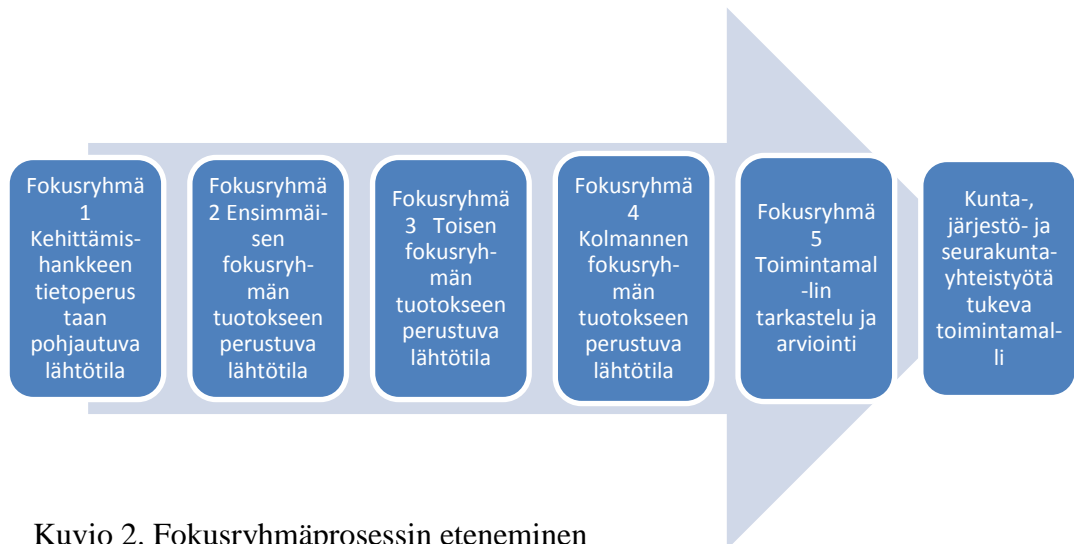 Fokusryhmä
1
Kehittämis-
hankkeen
tietoperus
taan
pohjautuva
lähtötila
Fokusryhmä
2 Ensimmäi-
sen
fokusryh-
män
tuotokseen
perustuva
lähtötila
Fokusryhmä
3 Toisen
fokusryh-
män
tuotokseen
perustuva
lähtötila
Fokusryhmä
4
Kolmannen
fokusryh-
män
tuotokseen
perustuva
lähtötila
Fokusryhmä
5
Toimintamal
-lin
tarkastelu ja
arviointi
Kunta-,
järjestö- ja
seurakunta-
yhteistyötä
tukeva
toimintamal-
li
Kuvio 2. Fokusryhmäprosessin eteneminen